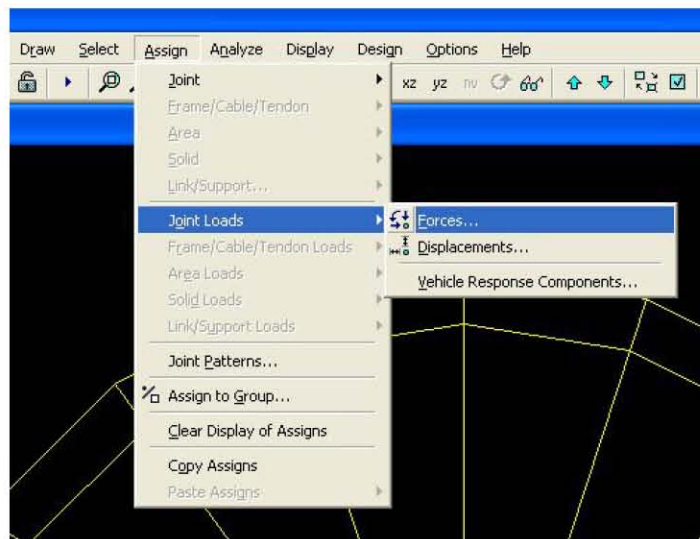 Draw Select Assign Analyze Display Design Options Help
xz yz nv
Joint
Frame/Cable/Tendon
Area
Solid
Link/Support...
Joint Loads
Frame/Cable/Tendon Loads
Area Loads
Solid Loads
Link/Support Loads
Joint Patterns...
Assign to Group...
Clear Display of Assigns
Copy Assigns
Paste Assigns
Forces...
Displacements...
Vehicle Response Components...